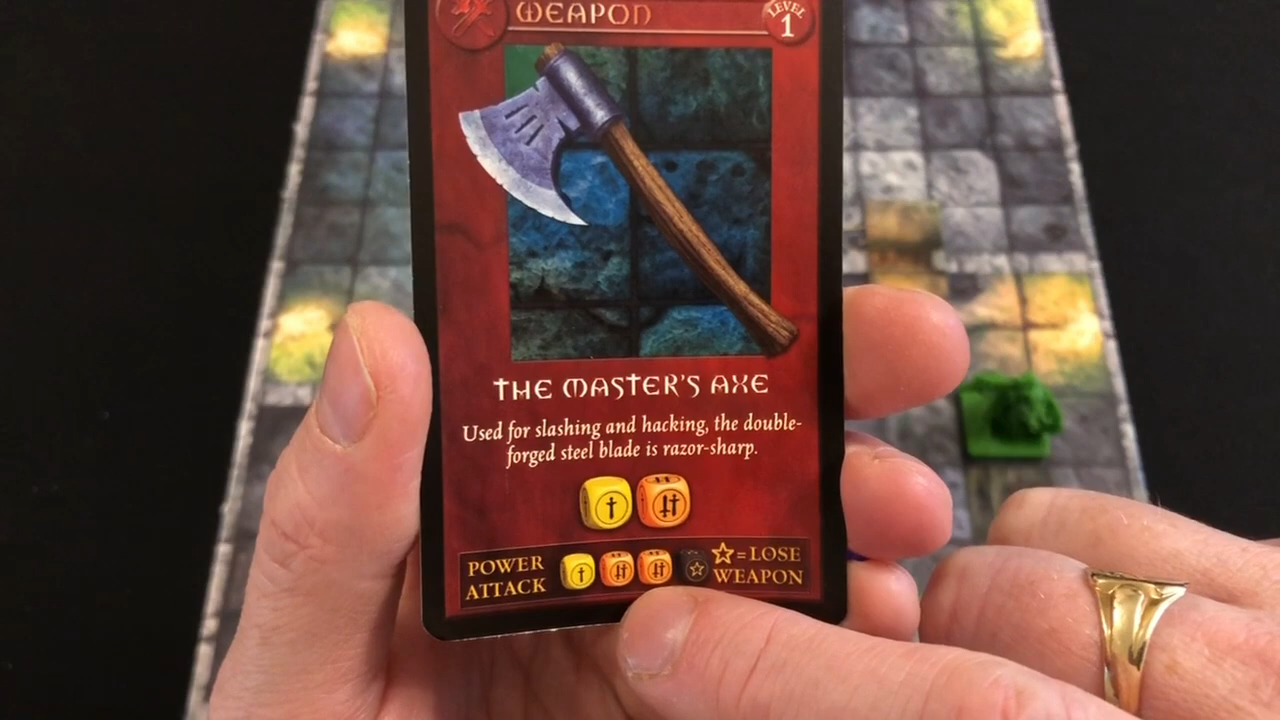 WEAPON
LEVEL
1
THE MASTER'S AXE
Used for slashing and hacking, the double-
forged steel blade is razor-sharp.
POWER
ATTACK
☆=LOSE
WEAPON